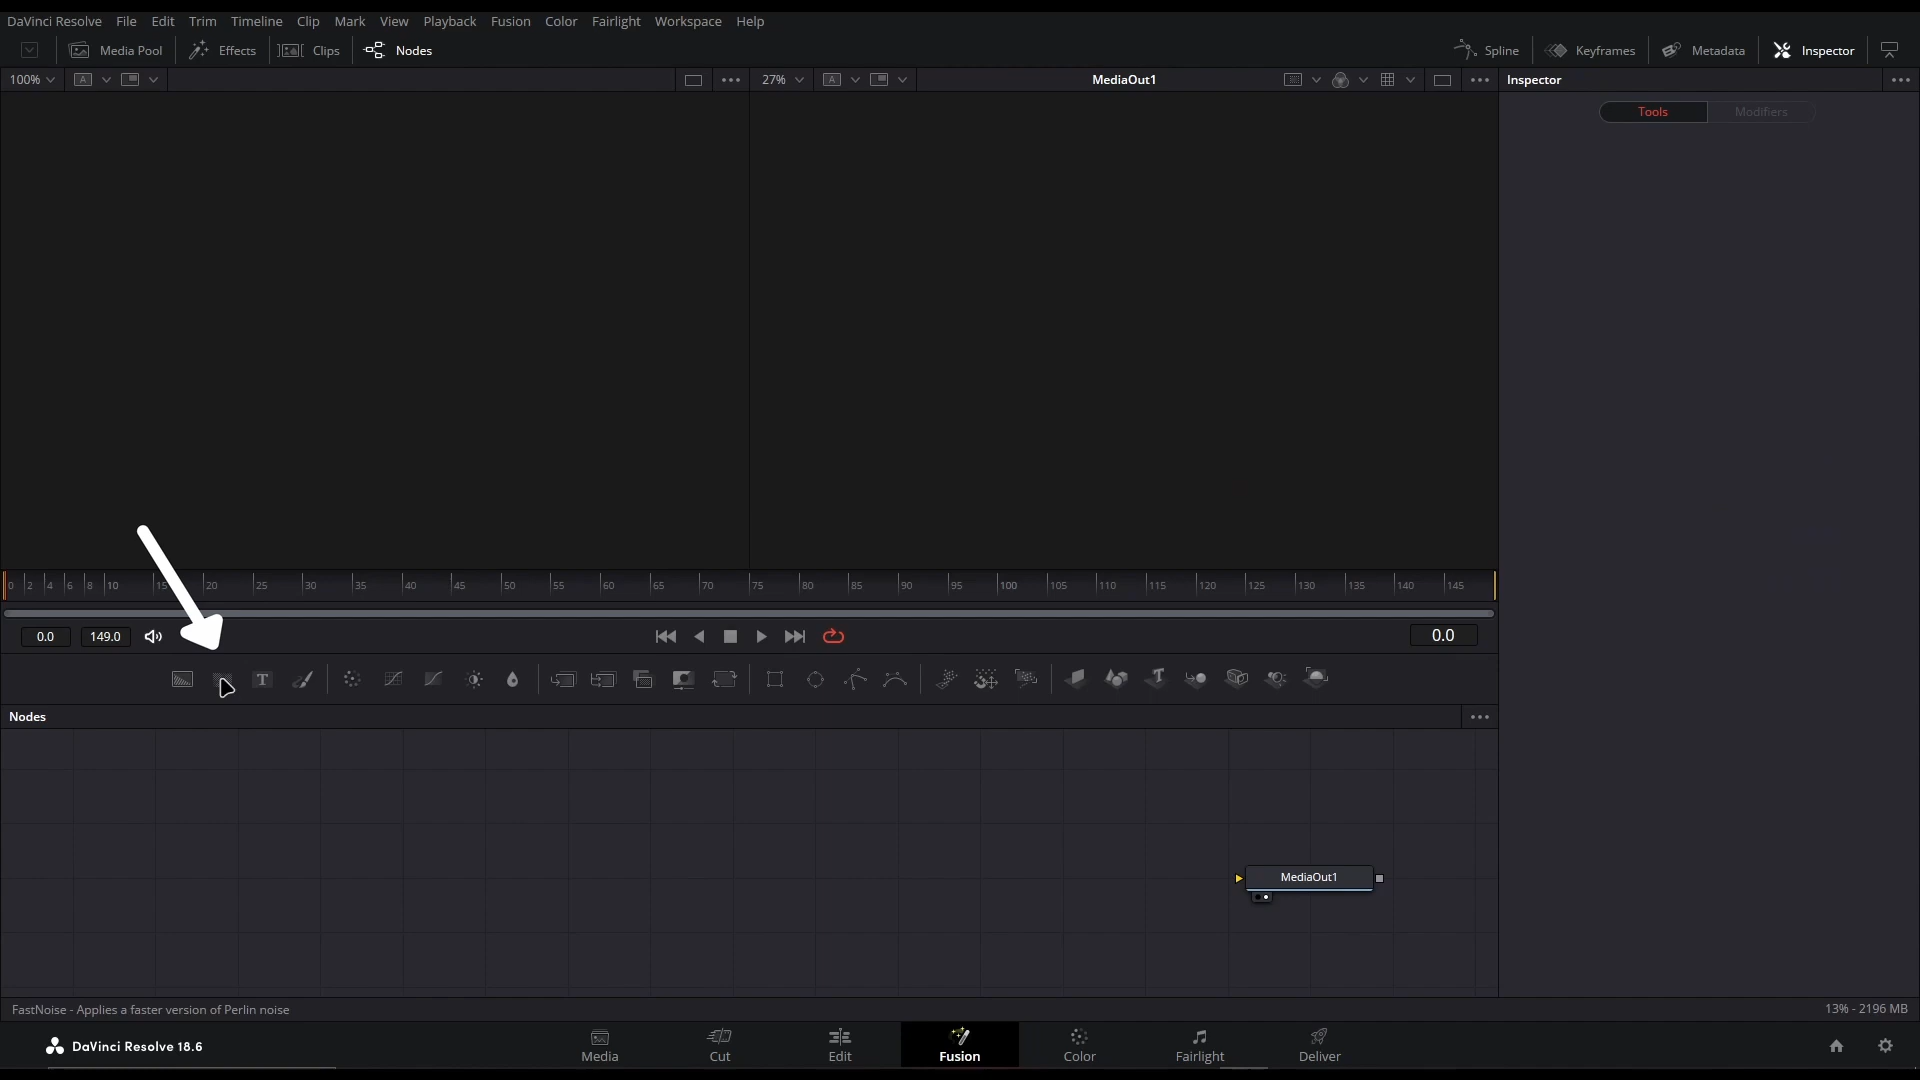 DaVinci Resolve File Edit Trim Timeline Clip Mark View Playback Fusion Color Fairlight Workspace Help
Media Pool Effects Clips Nodes Spline Keyframes Metadata Inspector
100% A 27% A MediaOut1 Inspector
Tools Modifiers
0 2 4 6 8 10 15 20 25 30 35 40 45 50 55 60 65 70 75 80 85 90 95 100 105 110 115 120 125 130 135 140 145
0.0 149.0 0.0
T
Nodes
MediaOut1
FastNoise - Applies a faster version of Perlin noise 13% - 2196 MB
DaVinci Resolve 18.6 Media Cut Edit Fusion Color Fairlight Deliver